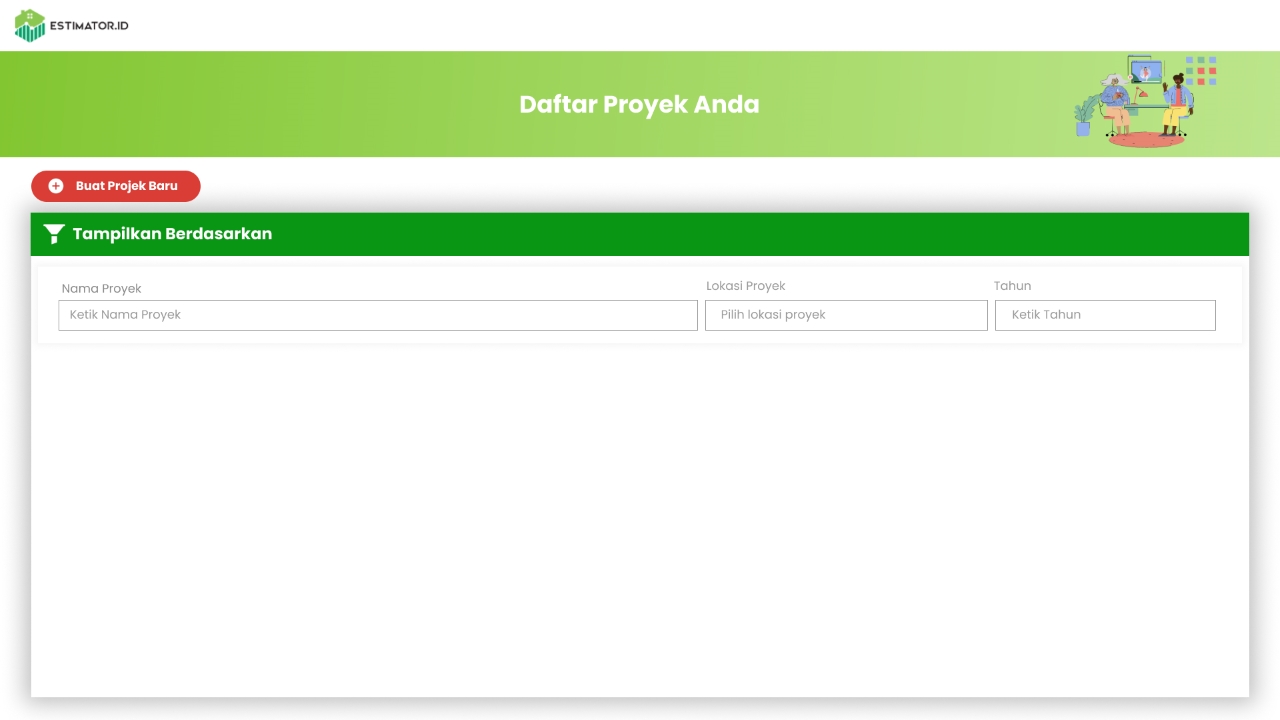 ESTIMATOR.ID
Daftar Proyek Anda
Buat Projek Baru
Tampilkan Berdasarkan
Nama Proyek
Lokasi Proyek
Tahun
Ketik Nama Proyek
Pilih lokasi proyek
Ketik Tahun